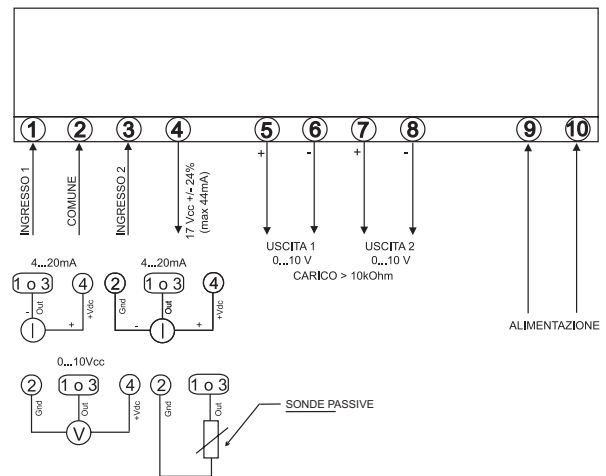 1 2 3 4 5 6 7 8 9 10
+ - + -
INGRESSO 1
COMUNE
INGRESSO 2
17 Vcc +/- 24%
(max 44mA)
USCITA 1
0...10 V
USCITA 2
0...10 V
CARICO > 10kOhm
ALIMENTAZIONE
4...20mA
1 o 3
4
-
Out
I
+
+Vdc
4...20mA
2
1 o 3
4
Gnd
-
Out
I
+
+Vdc
0...10Vcc
2
1 o 3
4
Gnd
Out
V
+Vdc
2
1 o 3
Gnd
Out
SONDE PASSIVE